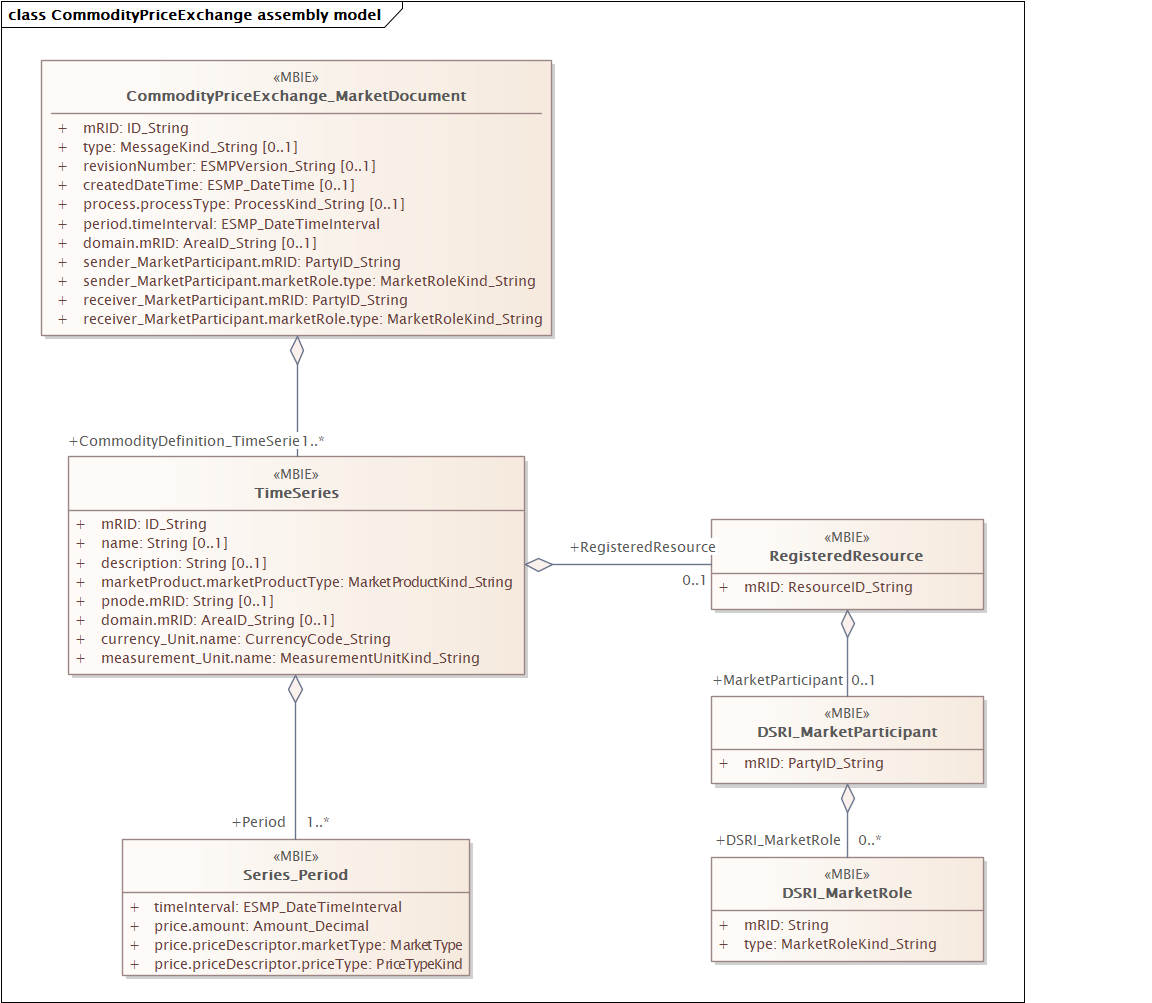 class CommodityPriceExchange assembly model
«MBIE»
CommodityPriceExchange_MarketDocument
+ mRID: ID_String
+ type: MessageKind_String [0..1]
+ revisionNumber: ESMPVersion_String [0..1]
+ createdDateTime: ESMP_DateTime [0..1]
+ process.processType: ProcessKind_String [0..1]
+ period.timeInterval: ESMP_DateTimeInterval
+ domain.mRID: AreaID_String [0..1]
+ sender_MarketParticipant.mRID: PartyID_String
+ sender_MarketParticipant.marketRole.type: MarketRoleKind_String
+ receiver_MarketParticipant.mRID: PartyID_String
+ receiver_MarketParticipant.marketRole.type: MarketRoleKind_String
+CommodityDefinition_TimeSerie 1..*
«MBIE»
TimeSeries
+ mRID: ID_String
+ name: String [0..1]
+ description: String [0..1]
+ marketProduct.marketProductType: MarketProductKind_String
+ pnode.mRID: String [0..1]
+ domain.mRID: AreaID_String [0..1]
+ currency_Unit.name: CurrencyCode_String
+ measurement_Unit.name: MeasurementUnitKind_String
+RegisteredResource
0..1
«MBIE»
RegisteredResource
+ mRID: ResourceID_String
+MarketParticipant 0..1
«MBIE»
DSRI_MarketParticipant
+ mRID: PartyID_String
+DSRI_MarketRole 0..*
«MBIE»
DSRI_MarketRole
+ mRID: String
+ type: MarketRoleKind_String
+Period 1..*
«MBIE»
Series_Period
+ timeInterval: ESMP_DateTimeInterval
+ price.amount: Amount_Decimal
+ price.priceDescriptor.marketType: MarketType
+ price.priceDescriptor.priceType: PriceTypeKind